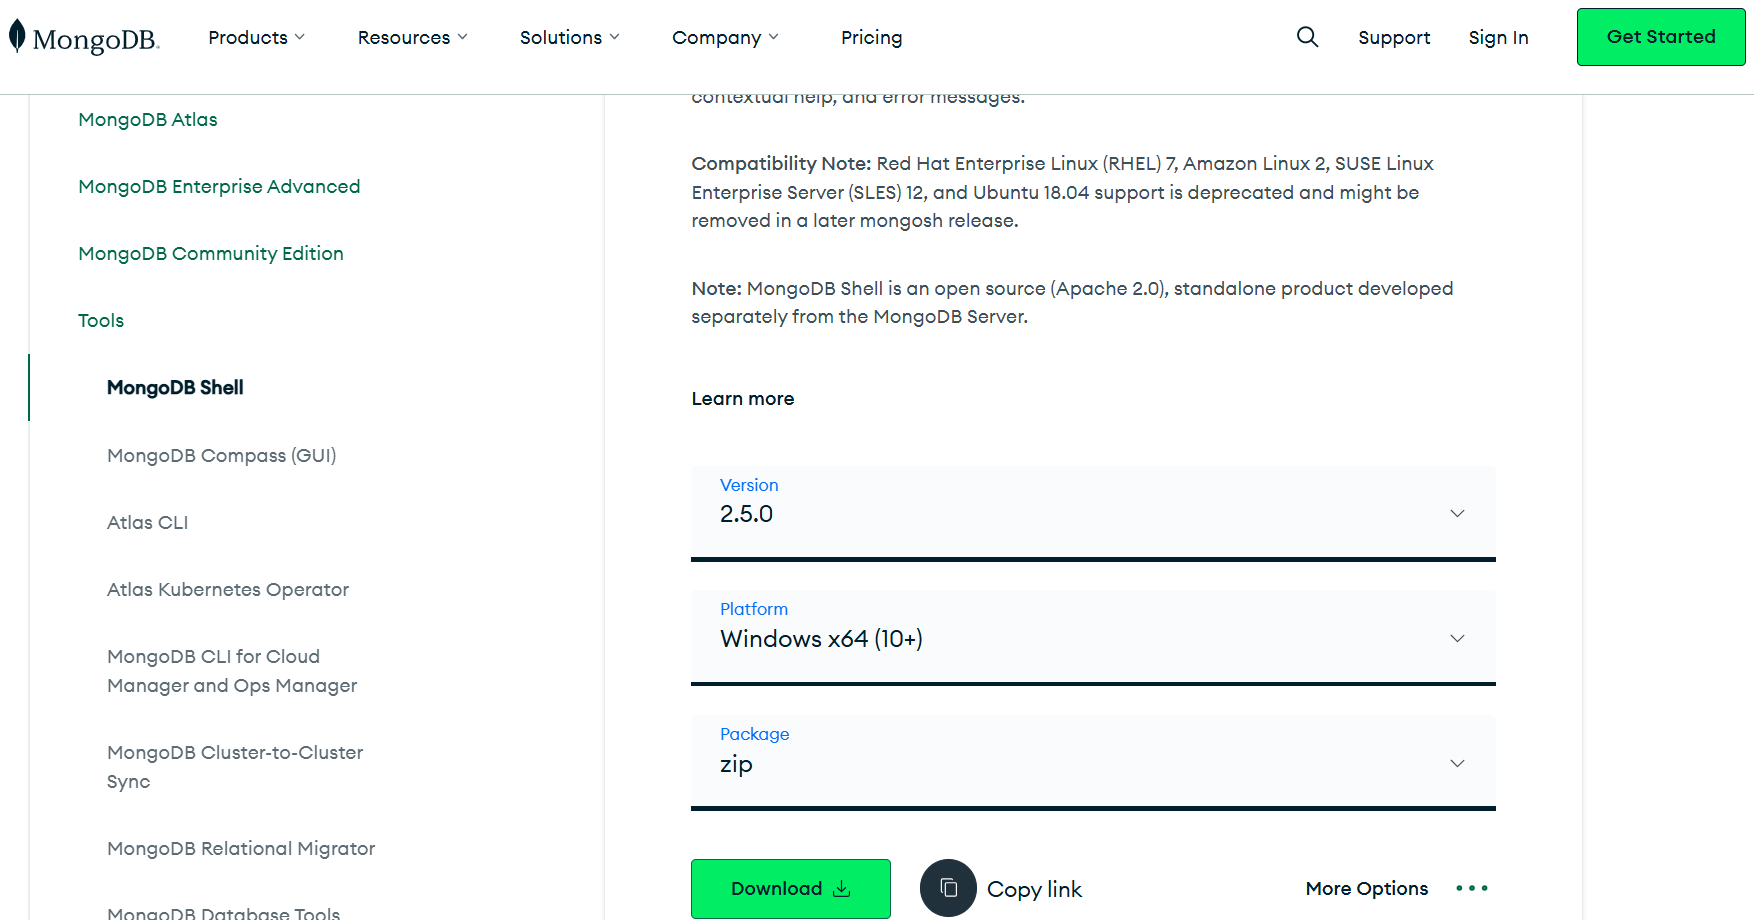 MongoDB.
Products
Resources
Solutions
Company
Pricing
Support
Sign In
Get Started
MongoDB Atlas
MongoDB Enterprise Advanced
MongoDB Community Edition
Tools
MongoDB Shell
MongoDB Compass (GUI)
Atlas CLI
Atlas Kubernetes Operator
MongoDB CLI for Cloud
Manager and Ops Manager
MongoDB Cluster-to-Cluster
Sync
MongoDB Relational Migrator
MongoDB Database Tools
contextual help, and error messages.
Compatibility Note: Red Hat Enterprise Linux (RHEL) 7, Amazon Linux 2, SUSE Linux
Enterprise Server (SLES) 12, and Ubuntu 18.04 support is deprecated and might be
removed in a later mongosh release.
Note: MongoDB Shell is an open source (Apache 2.0), standalone product developed
separately from the MongoDB Server.
Learn more
Version
2.5.0
Platform
Windows x64 (10+)
Package
zip
Download
Copy link
More Options